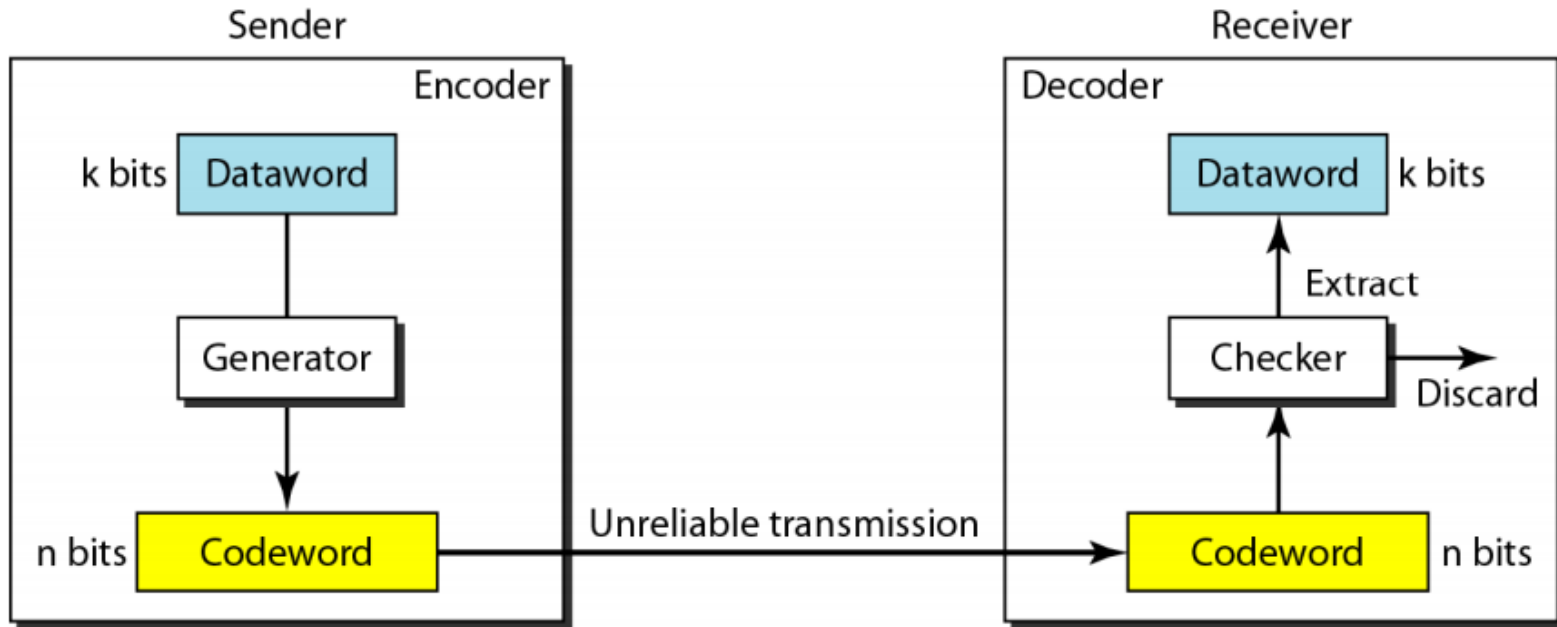 Sender
Encoder
k bits
Dataword
Generator
n bits
Codeword
Unreliable transmission
Receiver
Decoder
Dataword
k bits
Extract
Checker
Discard
Codeword
n bits